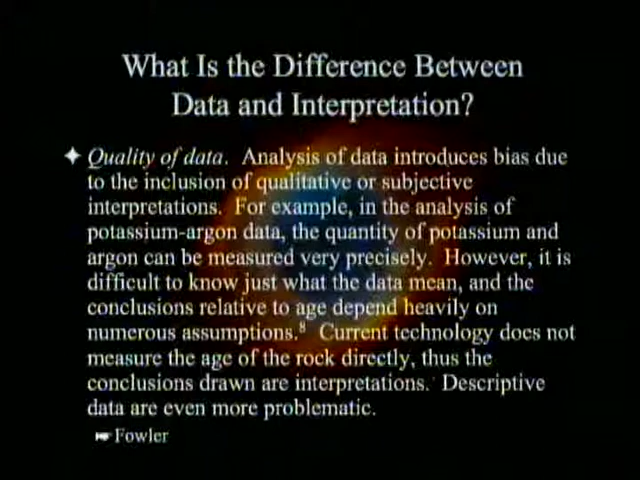 What Is the Difference Between
Data and Interpretation?
✦ Quality of data. Analysis of data introduces bias due
to the inclusion of qualitative or subjective
interpretations. For example, in the analysis of
potassium-argon data, the quantity of potassium and
argon can be measured very precisely. However, it is
difficult to know just what the data mean, and the
conclusions relative to age depend heavily on
numerous assumptions.⁸ Current technology does not
measure the age of the rock directly, thus the
conclusions drawn are interpretations. Descriptive
data are even more problematic.
☛ Fowler